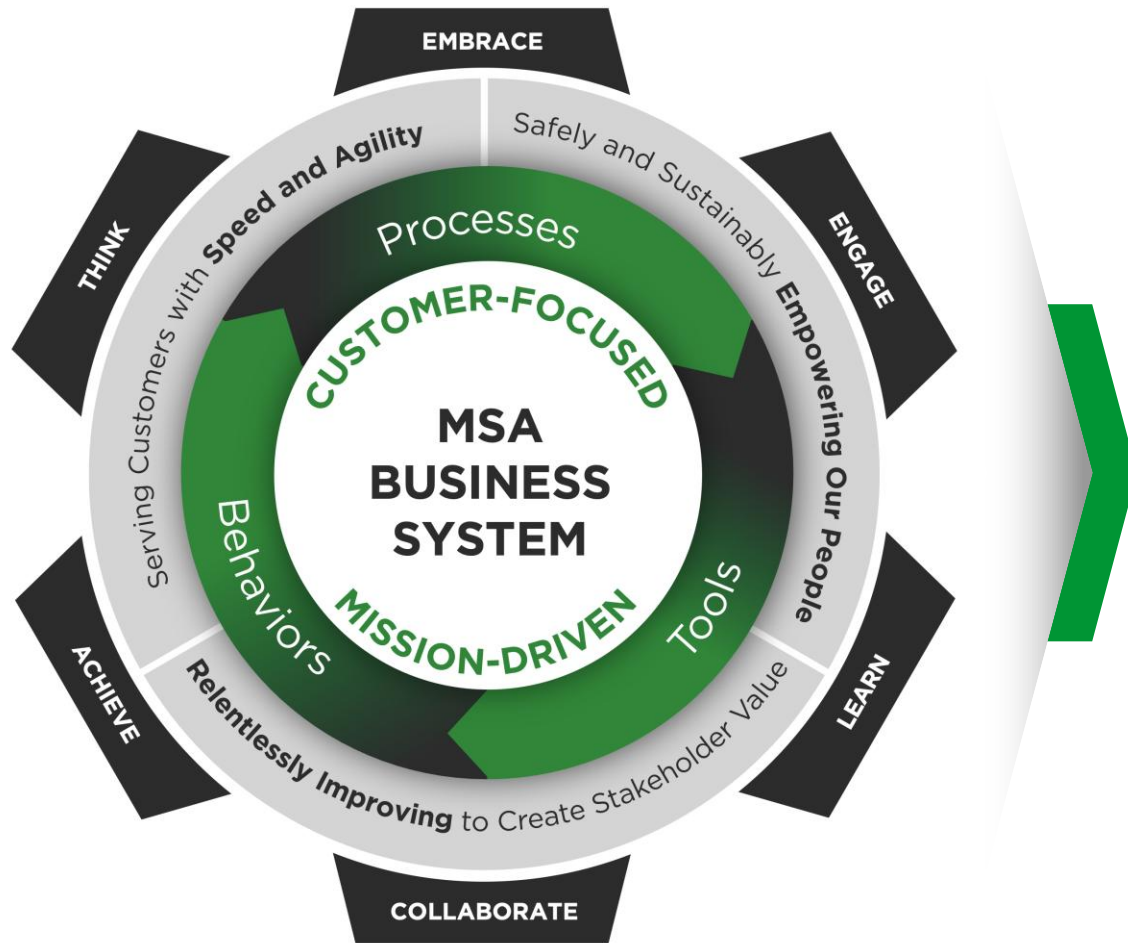 EMBRACE
ENGAGE
LEARN
COLLABORATE
ACHIEVE
THINK
Serving Customers with Speed and Agility
Safely and Sustainably Empowering Our People
Relentlessly Improving to Create Stakeholder Value
Processes
Tools
Behaviors
CUSTOMER-FOCUSED
MSA
BUSINESS
SYSTEM
MISSION-DRIVEN